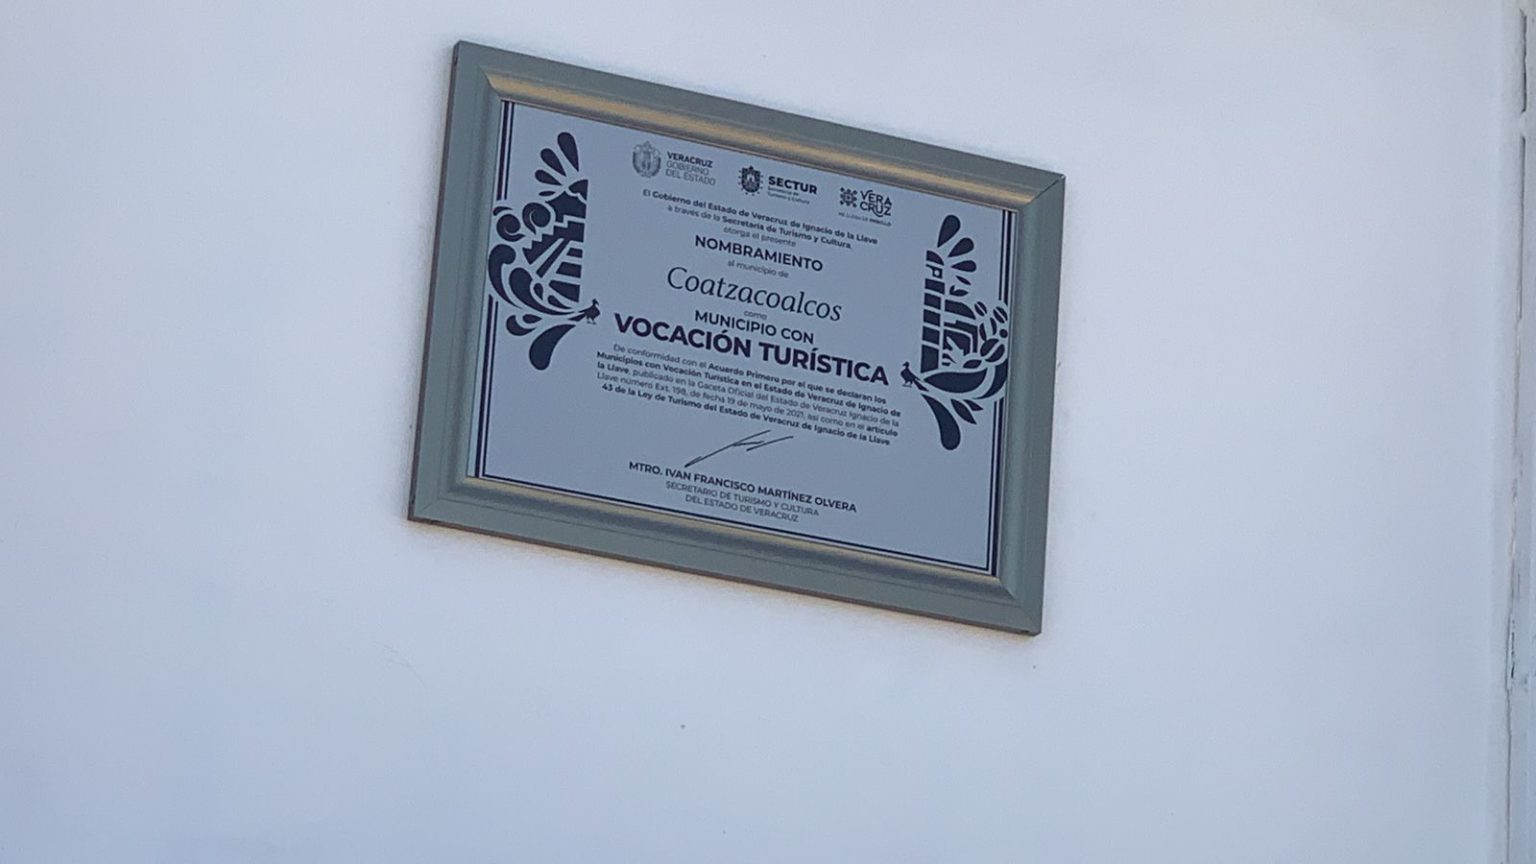 VERACRUZ
GOBIERNO
DEL ESTADO
SECTUR
Secretaría de
Turismo y Cultura
VERA
CRUZ
El Gobierno del Estado de Veracruz de Ignacio de la Llave
a través de la Secretaría de Turismo y Cultura
otorga el presente
NOMBRAMIENTO
al municipio de
Coatzacoalcos
como
MUNICIPIO CON
VOCACIÓN TURÍSTICA
De conformidad con el Acuerdo Primero por el que se declaran los
Municipios con Vocación Turística en el Estado de Veracruz de Ignacio de
la Llave, publicado en la Gaceta Oficial del Estado de Veracruz Ignacio de la
Llave número Ext. 198, de fecha 19 de mayo de 2021, así como en el artículo
43 de la Ley de Turismo del Estado de Veracruz de Ignacio de la Llave
MTRO. IVAN FRANCISCO MARTÍNEZ OLVERA
SECRETARIO DE TURISMO Y CULTURA
DEL ESTADO DE VERACRUZ